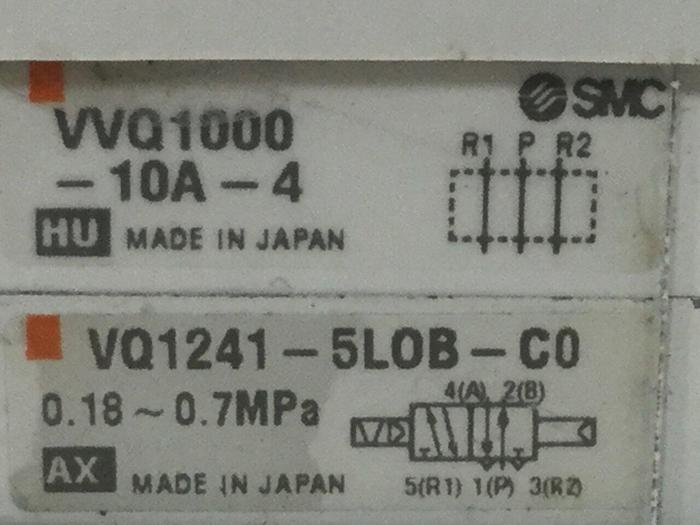 SMC
VVQ1000
-10A-4
R1 P R2
HU MADE IN JAPAN
VQ1241-5LOB-C0
0.18~0.7MPa
4(A) 2(B)
AX MADE IN JAPAN
5(R1) 1(P) 3(R2)